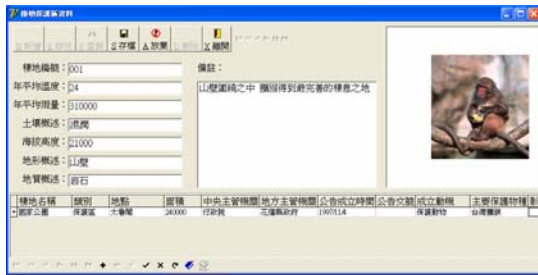 棲地保護區資料
S 存檔 A 放棄 X 離開
棲地編號：001
備註：
山壁圍繞之中 獼猴得到最完善的棲息之地
年平均溫度：24
年平均雨量：310000
土壤概述：濕潤
海拔高度：21000
地形概述：山壁
地質概述：岩石
棲地名稱 類別 地點 面積 中央主管機關 地方主管機關 公告成立時間 公告文號 成立動機 主要保護物種
國家公園 保護區 太魯閣 240000 行政院 花蓮縣政府 1997/11/4 保護動物 台灣獼猴